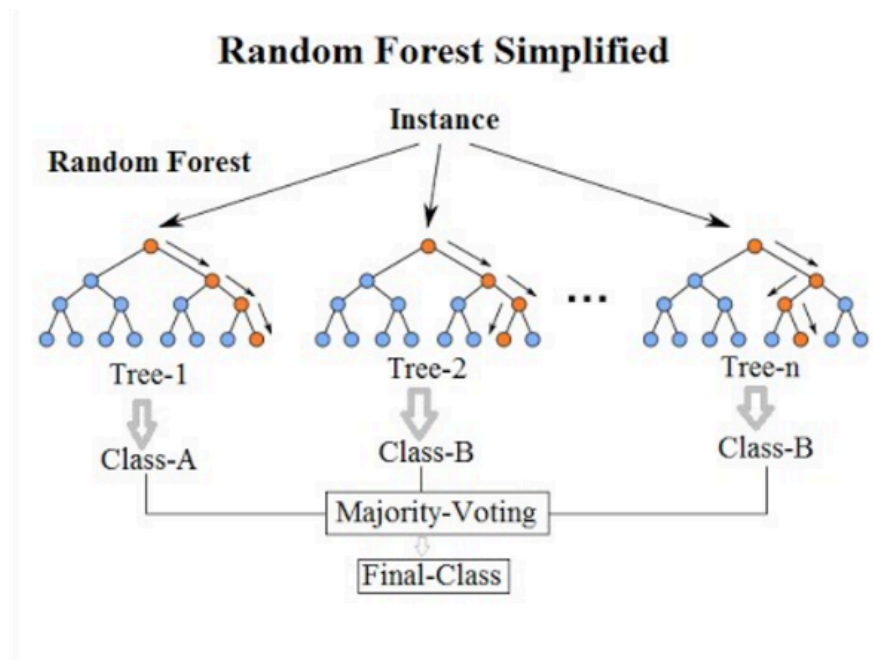 Random Forest Simplified
Instance
Random Forest
...
Tree-1
Tree-2
Tree-n
Class-A
Class-B
Class-B
Majority-Voting
Final-Class